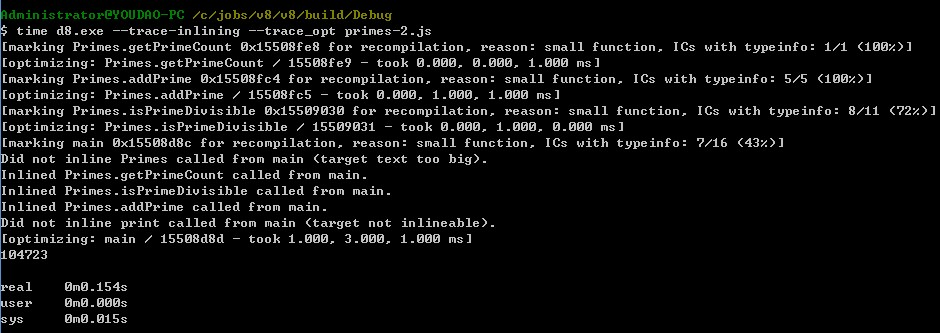 Administrator@YOUDAO-PC /c/jobs/v8/v8/build/Debug
$ time d8.exe --trace-inlining --trace_opt primes-2.js
[marking Primes.getPrimeCount 0x15508fe8 for recompilation, reason: small function, ICs with typeinfo: 1/1 (100%)]
[optimizing: Primes.getPrimeCount / 15508fe9 - took 0.000, 0.000, 1.000 ms]
[marking Primes.addPrime 0x15508fc4 for recompilation, reason: small function, ICs with typeinfo: 5/5 (100%)]
[optimizing: Primes.addPrime / 15508fc5 - took 0.000, 1.000, 1.000 ms]
[marking Primes.isPrimeDivisible 0x15509030 for recompilation, reason: small function, ICs with typeinfo: 8/11 (72%)]
[optimizing: Primes.isPrimeDivisible / 15509031 - took 0.000, 1.000, 0.000 ms]
[marking main 0x15508d8c for recompilation, reason: small function, ICs with typeinfo: 7/16 (43%)]
Did not inline Primes called from main (target text too big).
Inlined Primes.getPrimeCount called from main.
Inlined Primes.isPrimeDivisible called from main.
Inlined Primes.addPrime called from main.
Did not inline print called from main (target not inlineable).
[optimizing: main / 15508d8d - took 1.000, 3.000, 1.000 ms]
104723
real 0m0.154s
user 0m0.000s
sys 0m0.015s